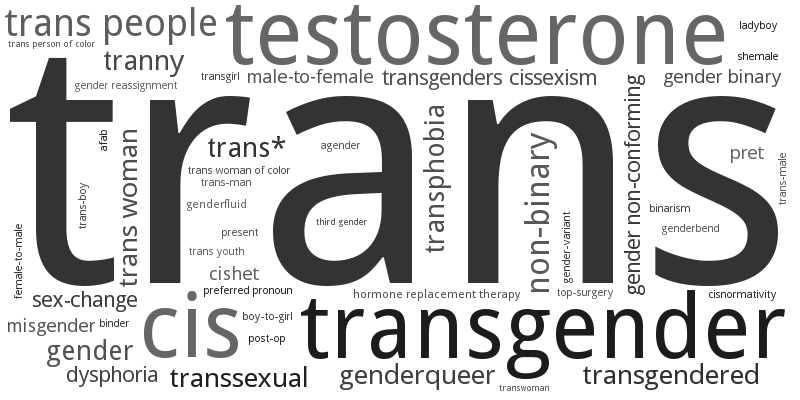 trans people
testosterone
ladyboy
trans person of color
tranny
shemale
gender reassignment
transgirl
male-to-female
transgenders
cissexism
gender binary
trans
afab
trans woman
trans*
agender
transphobia
non-binary
gender non-conforming
pret
trans-male
trans woman of color
trans-man
trans-boy
genderfluid
third gender
binarism
gender-variant
genderbend
present
female-to-male
trans youth
cishet
sex-change
preferred pronoun
hormone replacement therapy
top-surgery
cisnormativity
misgender
binder
cis
boy-to-girl
transgender
post-op
gender
dysphoria
transsexual
genderqueer
transgendered
transwoman